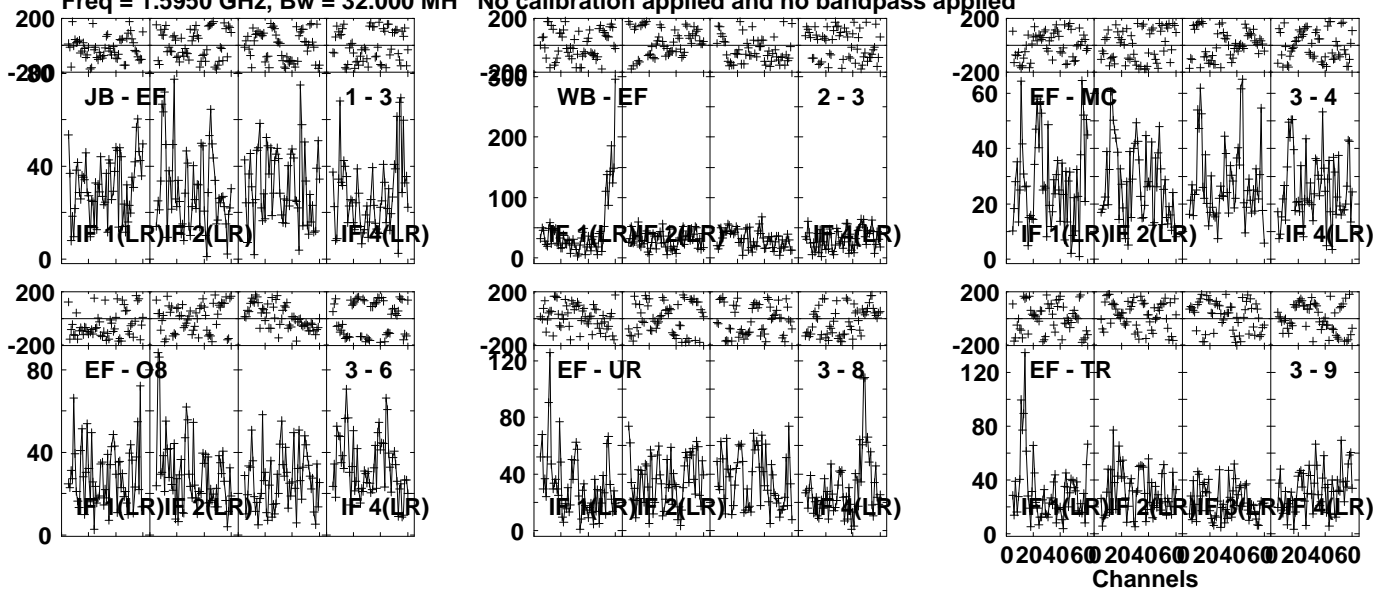 Freq = 1.5950 GHz, Bw = 32.000 MH No calibration applied and no bandpass applied
200
-200
80
40
0
JB - EF
1 - 3
IF 1(LR)
IF 2(LR)
IF 4(LR)
200
-200
300
200
100
0
WB - EF
2 - 3
IF 1(LR)
IF 2(LR)
IF 4(LR)
200
-200
60
40
20
0
EF - MC
3 - 4
IF 1(LR)
IF 2(LR)
IF 4(LR)
200
-200
80
40
0
EF - O8
3 - 6
IF 1(LR)
IF 2(LR)
IF 4(LR)
200
-200
120
80
40
0
EF - UR
3 - 8
IF 1(LR)
IF 2(LR)
IF 4(LR)
200
-200
120
80
40
0
EF - TR
3 - 9
IF 1(LR)
IF 2(LR)
IF 3(LR)
IF 4(LR)
0 20 40 60 0 20 40 60 0 20 40 60 0 20 40 60
Channels